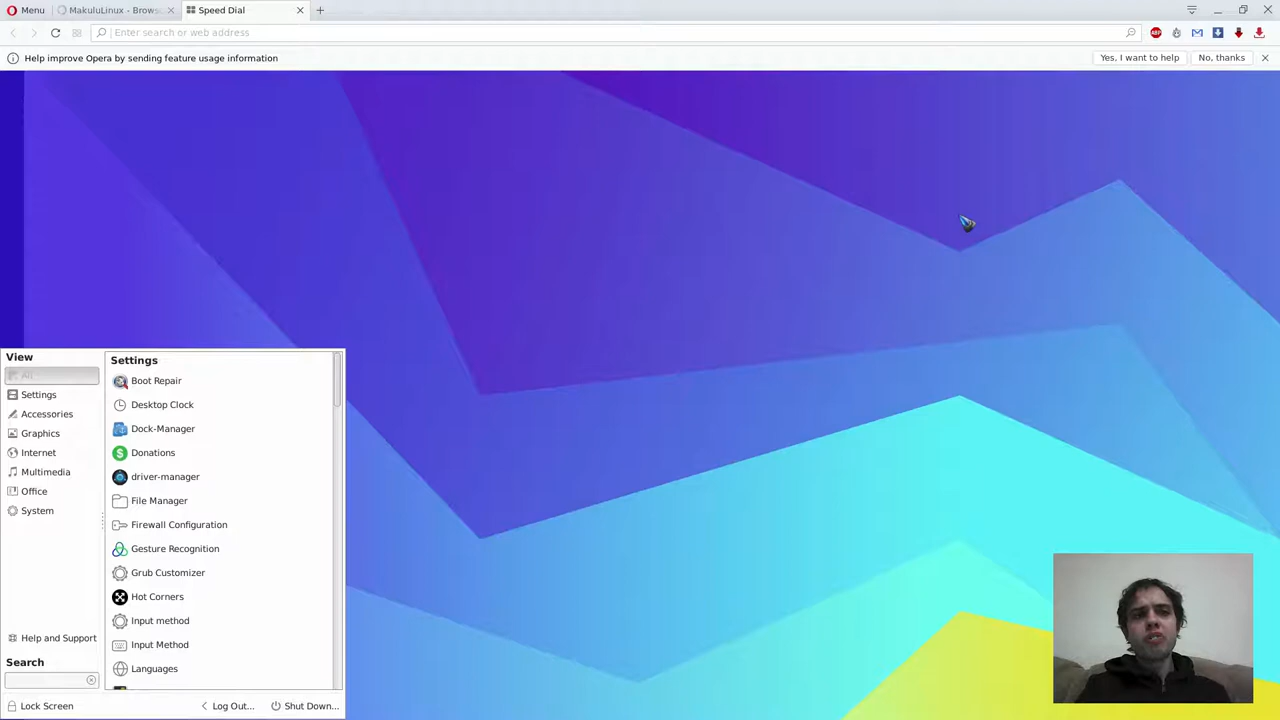 Menu
MakuluLinux - Brows
Speed Dial
Enter search or web address
ABP
Help improve Opera by sending feature usage information
Yes, I want to help
No, thanks
View
All
Settings
Accessories
Graphics
Internet
Multimedia
Office
System
Help and Support
Search
Lock Screen
Log Out...
Shut Down...
Settings
Boot Repair
Desktop Clock
Dock-Manager
Donations
driver-manager
File Manager
Firewall Configuration
Gesture Recognition
Grub Customizer
Hot Corners
Input method
Input Method
Languages